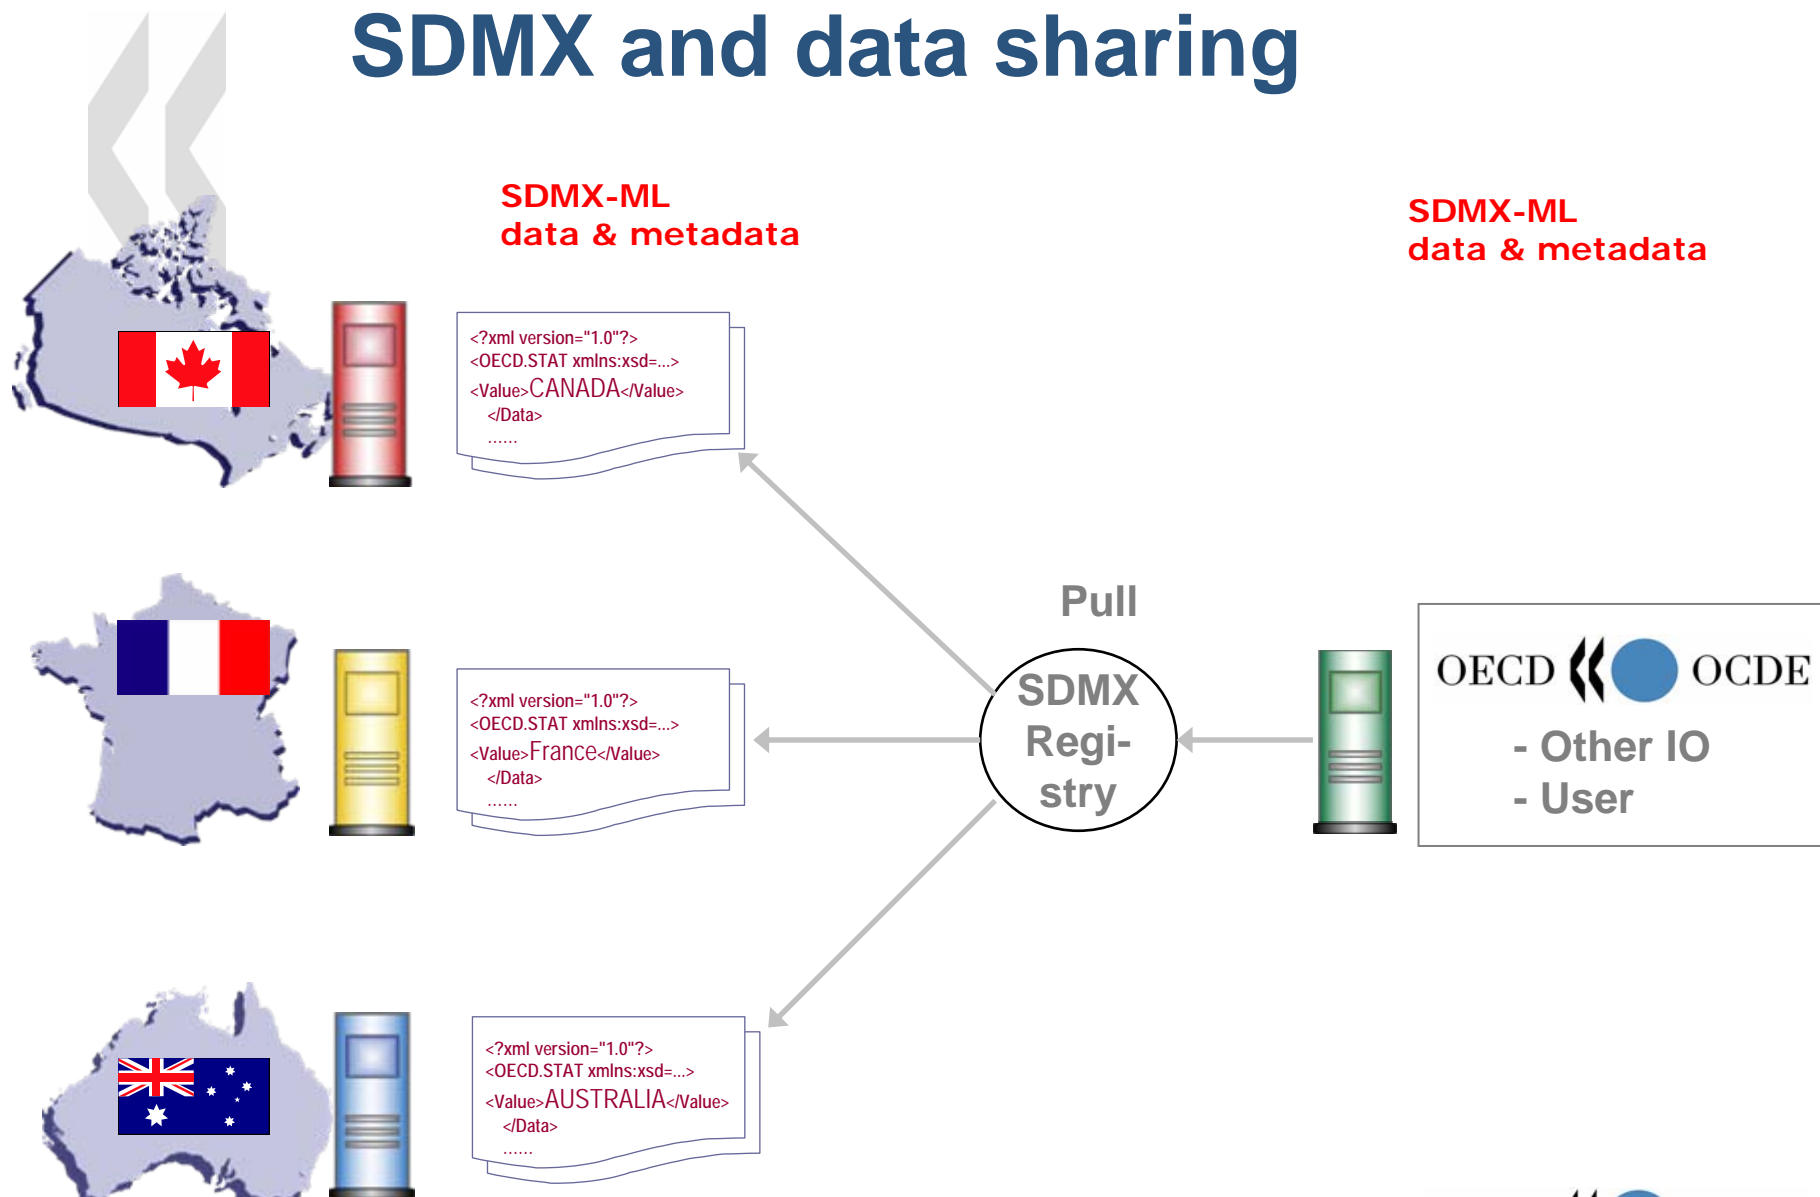 SDMX and data sharing
SDMX-ML
data & metadata
SDMX-ML
data & metadata
<?xml version="1.0"?>
<OECD.STAT xmlns:xsd=...>
<Value>CANADA</Value>
</Data>
......
Pull
SDMX
Regi-
stry
<?xml version="1.0"?>
<OECD.STAT xmlns:xsd=...>
<Value>France</Value>
</Data>
......
OECD OCDE
- Other IO
- User
<?xml version="1.0"?>
<OECD.STAT xmlns:xsd=...>
<Value>AUSTRALIA</Value>
</Data>
......